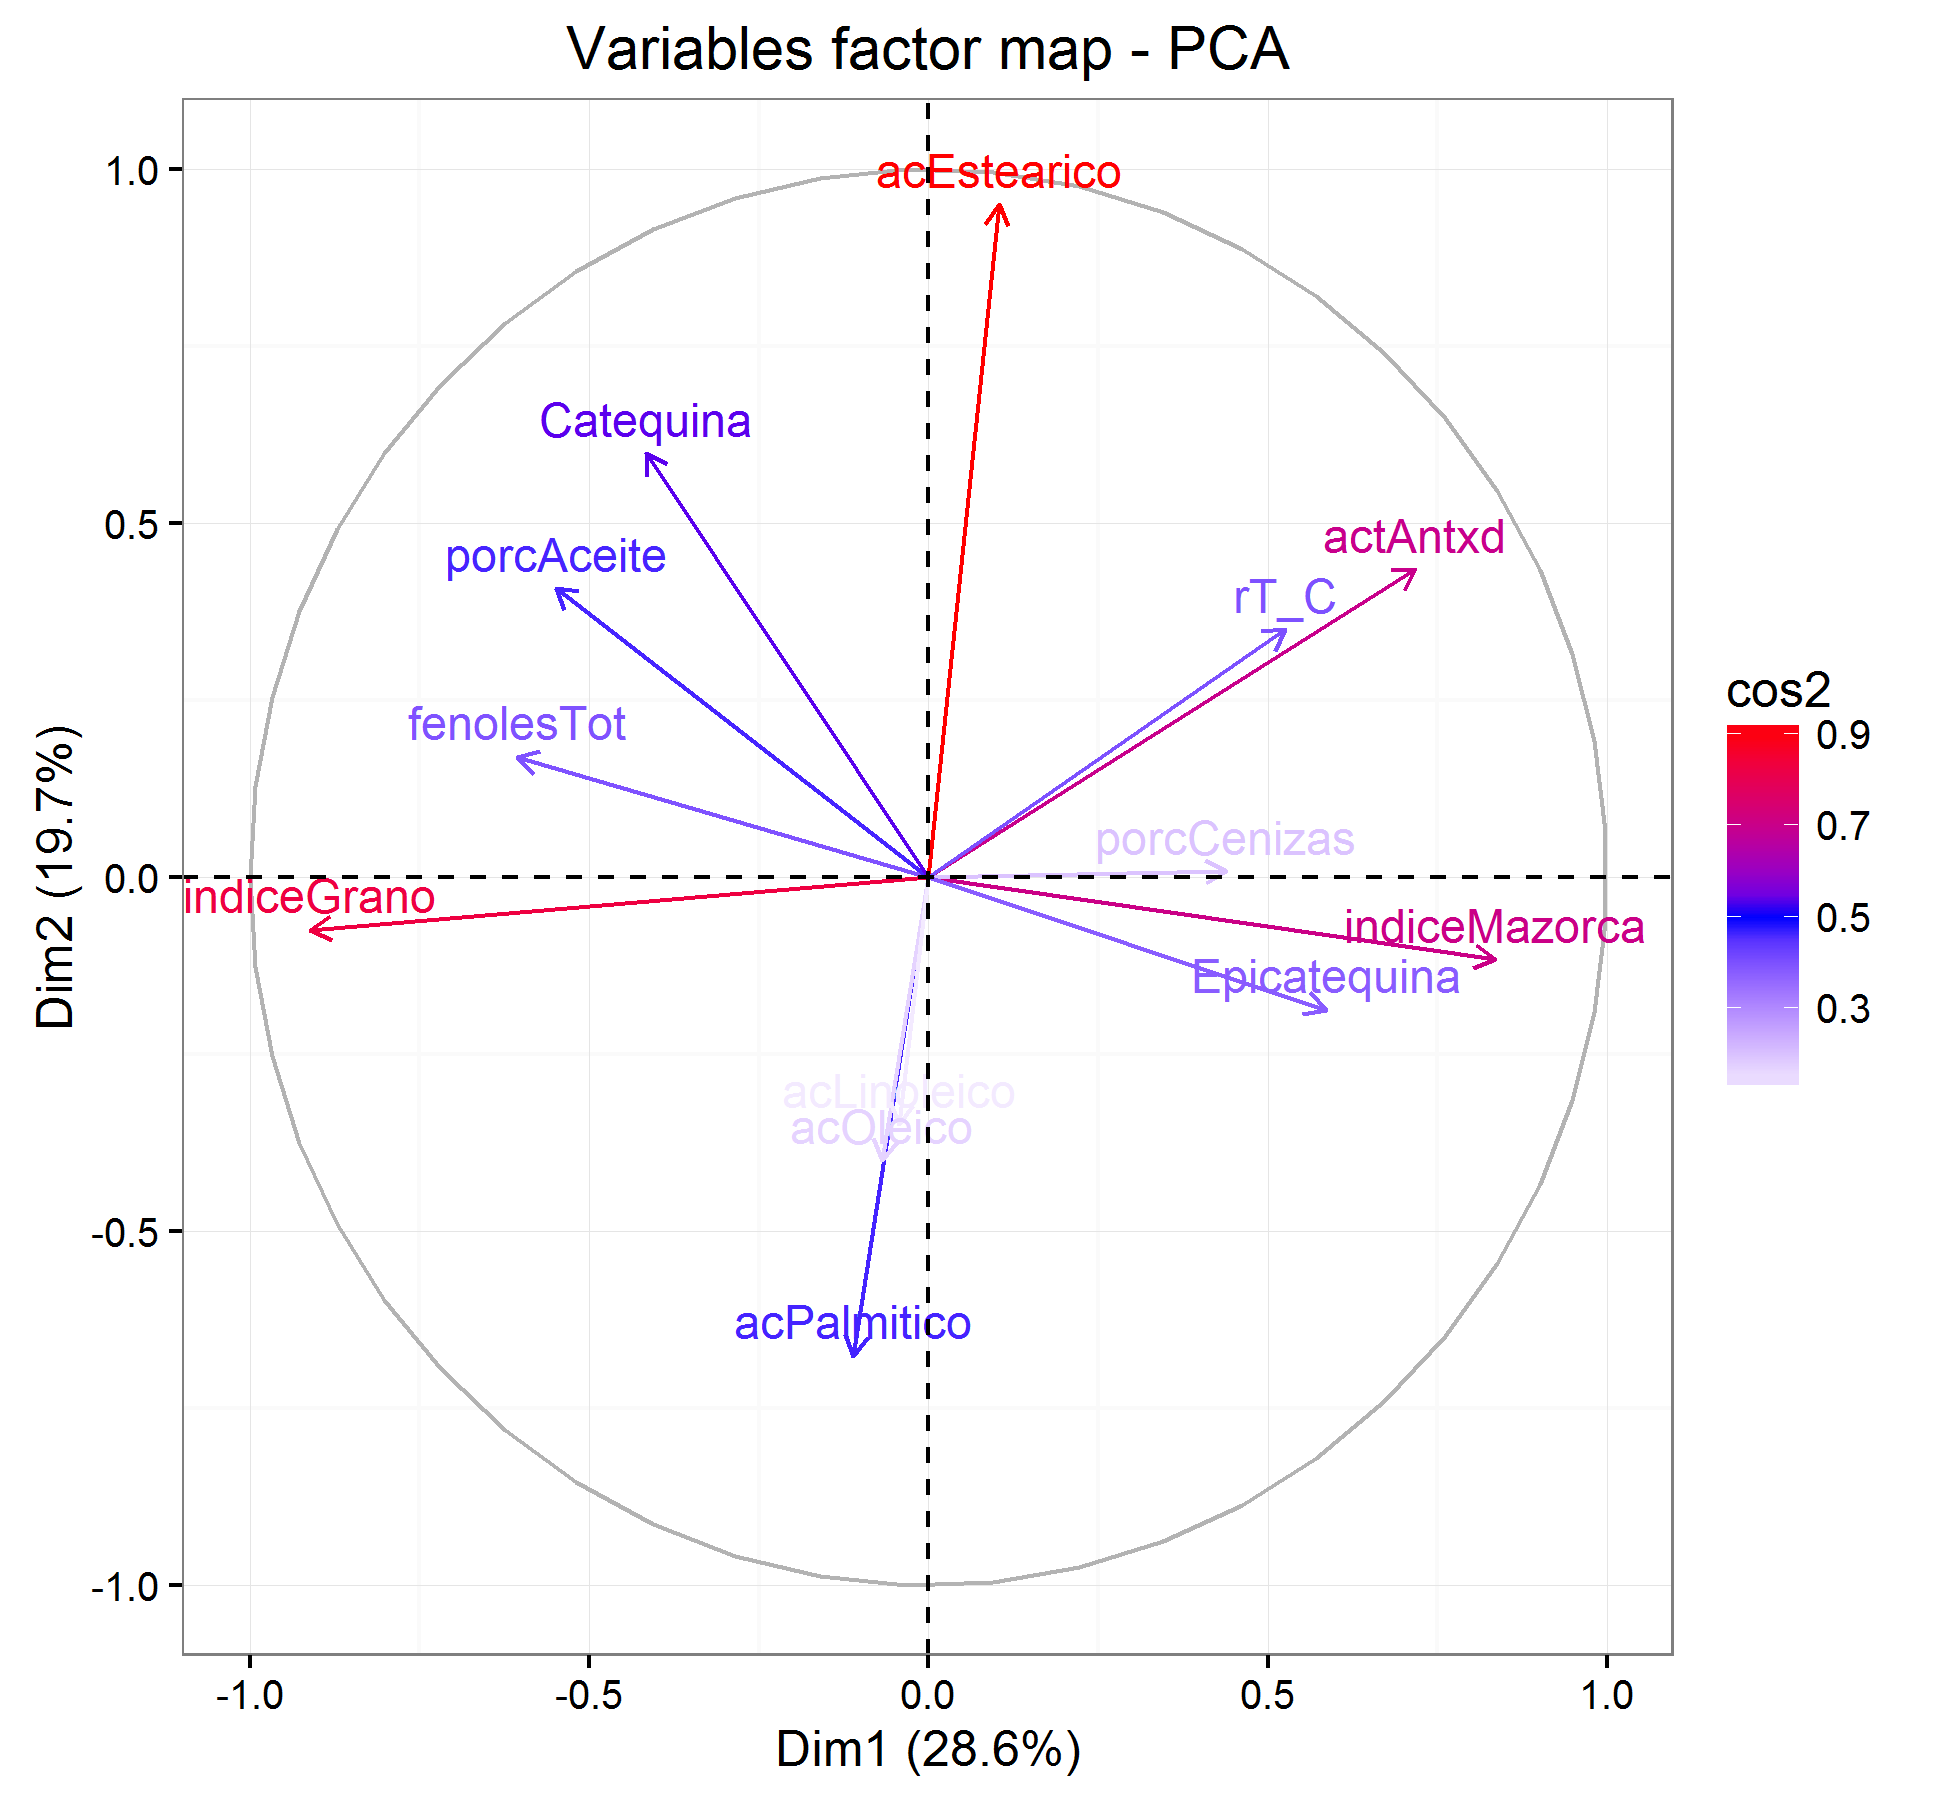 Variables factor map - PCA
1.0
0.5
0.0
-0.5
-1.0
Dim2 (19.7%)
acEstearico
Catequina
actAntxd
porcAceite
rT_C
fenolesTot
porcCenizas
indiceGrano
indiceMazorca
Epicatequina
acLinoleico
acOleico
acPalmitico
-1.0
-0.5
0.0
0.5
1.0
Dim1 (28.6%)
cos2
0.9
0.7
0.5
0.3